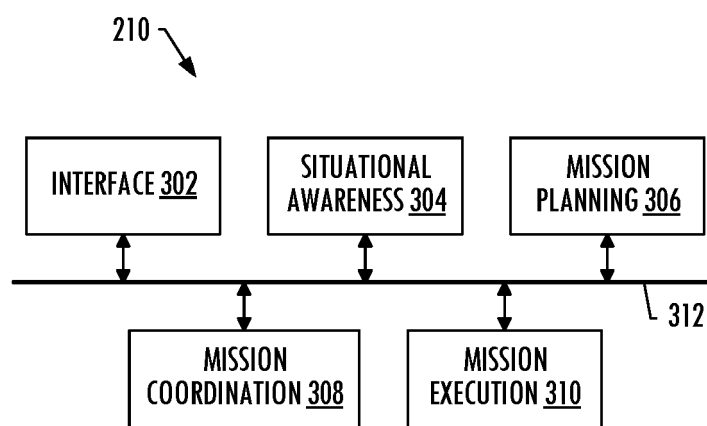 210
INTERFACE 302
SITUATIONAL
AWARENESS 304
MISSION
PLANNING 306
312
MISSION
COORDINATION 308
MISSION
EXECUTION 310